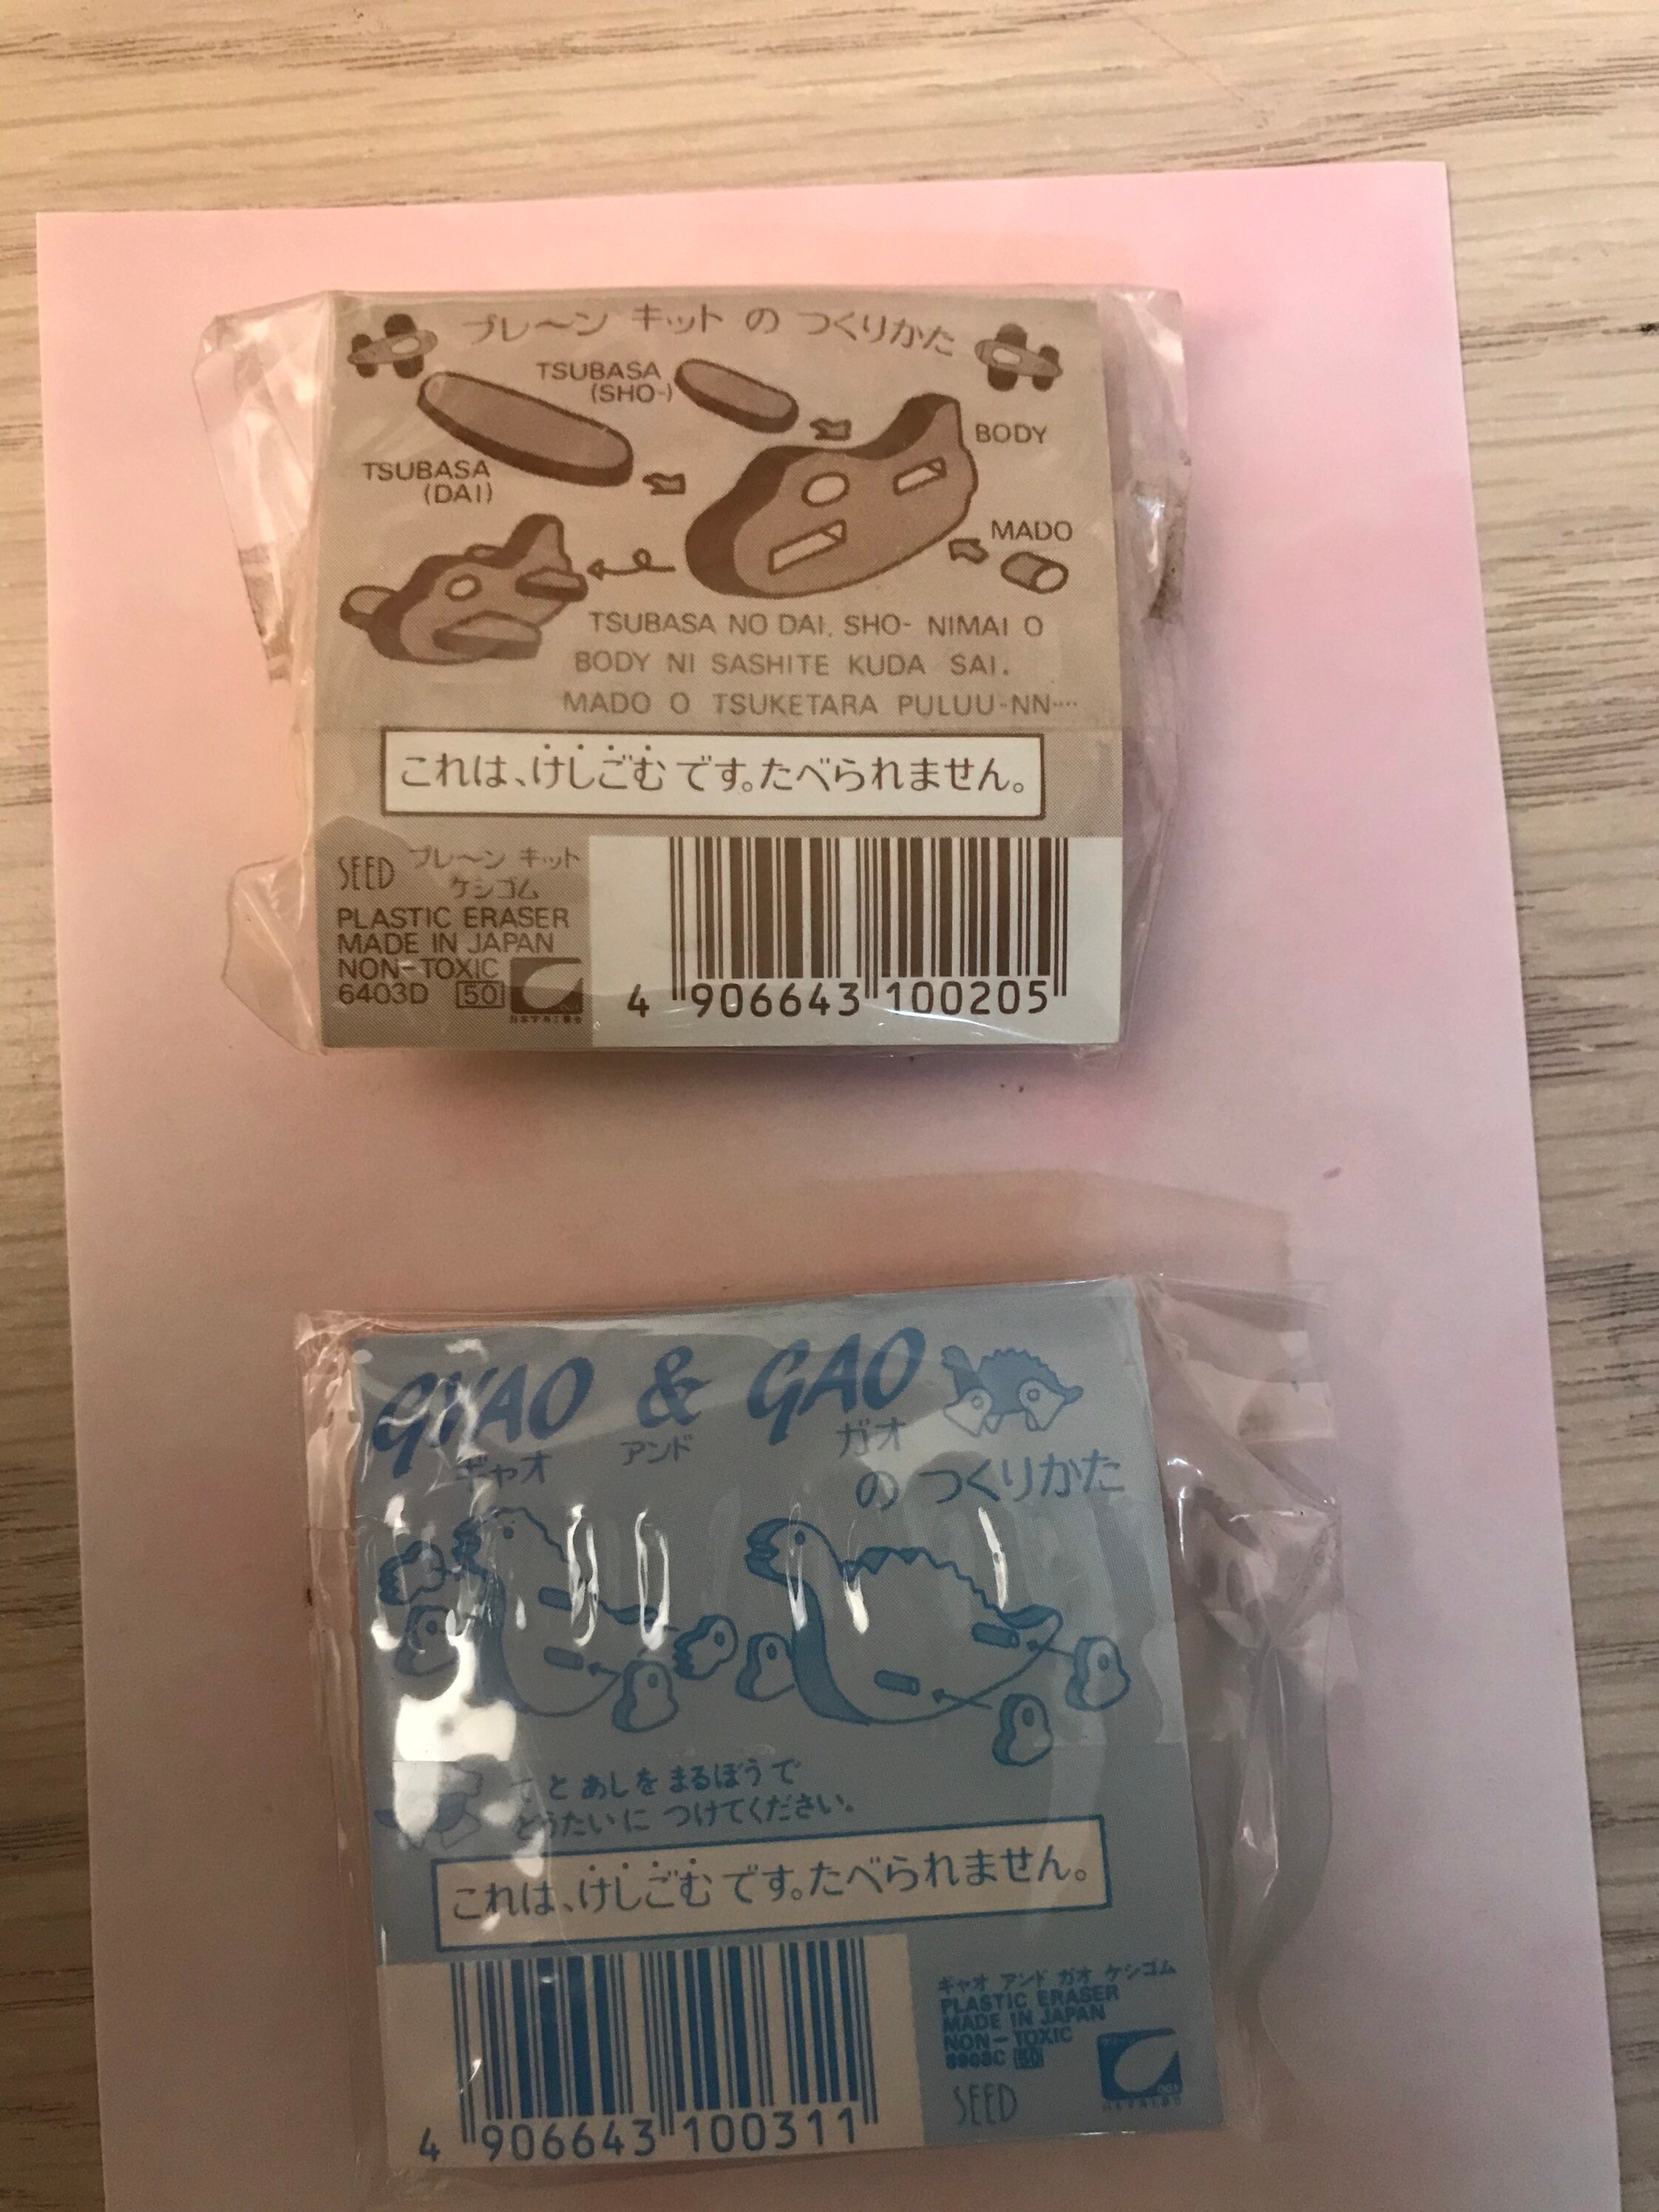 プレ〜ン キット の つくりかた
TSUBASA
(SHO-)
BODY
TSUBASA
(DAI)
MADO
TSUBASA NO DAI. SHO- NIMAI O
BODY NI SASHITE KUDA SAI.
MADO O TSUKETARA PULUU-NN····
これは、けしごむ です。たべられません。
SEED プレ〜ン キット
ケシゴム
PLASTIC ERASER
MADE IN JAPAN
NON-TOXIC
6403D 50
4 906643 100205
GYAO & GAO
ギャオ アンド ガオ
の つくりかた
て と あしを まるぼうで
どうたいに つけてください。
これは、けしごむ です。たべられません。
ギャオ アンド ガオ ケシゴム
PLASTIC ERASER
MADE IN JAPAN
NON-TOXIC
50
SEED
4 906643 100311